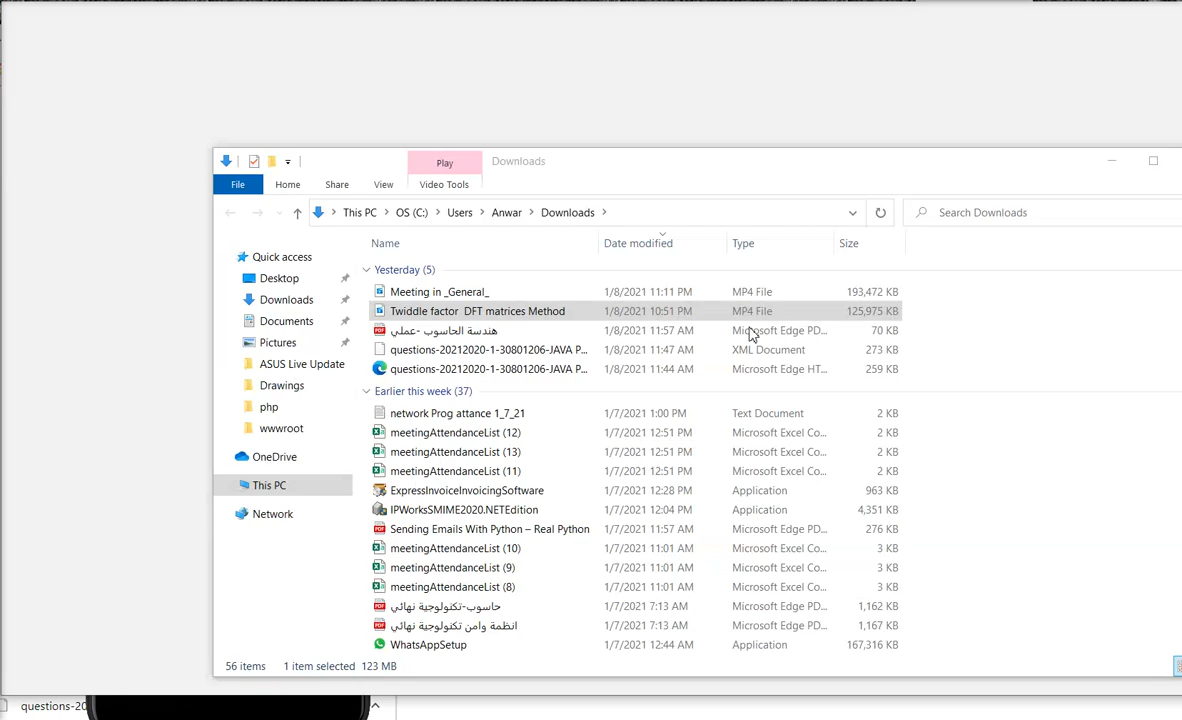 Play
Downloads
File
Home
Share
View
Video Tools
This PC
OS (C:)
Users
Anwar
Downloads
Search Downloads
Name
Date modified
Type
Size
Quick access
Desktop
Downloads
Documents
Pictures
ASUS Live Update
Drawings
php
wwwroot
OneDrive
This PC
Network
Yesterday (5)
Meeting in _General_ 1/8/2021 11:11 PM MP4 File 193,472 KB
Twiddle factor DFT matrices Method 1/8/2021 10:51 PM MP4 File 125,975 KB
هندسة الحاسوب -عملي 1/8/2021 11:57 AM Microsoft Edge PD... 70 KB
questions-20212020-1-30801206-JAVA P... 1/8/2021 11:47 AM XML Document 273 KB
questions-20212020-1-30801206-JAVA P... 1/8/2021 11:44 AM Microsoft Edge HT... 259 KB
Earlier this week (37)
network Prog attance 1_7_21 1/7/2021 1:00 PM Text Document 2 KB
meetingAttendanceList (12) 1/7/2021 12:51 PM Microsoft Excel Co... 2 KB
meetingAttendanceList (13) 1/7/2021 12:51 PM Microsoft Excel Co... 2 KB
meetingAttendanceList (11) 1/7/2021 12:51 PM Microsoft Excel Co... 2 KB
ExpressInvoiceInvoicingSoftware 1/7/2021 12:28 PM Application 963 KB
IPWorksSMIME2020.NETEdition 1/7/2021 12:04 PM Application 4,351 KB
Sending Emails With Python – Real Python 1/7/2021 11:57 AM Microsoft Edge PD... 276 KB
meetingAttendanceList (10) 1/7/2021 11:01 AM Microsoft Excel Co... 3 KB
meetingAttendanceList (9) 1/7/2021 11:01 AM Microsoft Excel Co... 3 KB
meetingAttendanceList (8) 1/7/2021 11:01 AM Microsoft Excel Co... 3 KB
حاسوب-تكنولوجية نهائي 1/7/2021 7:13 AM Microsoft Edge PD... 1,162 KB
انظمة وامن تكنولوجية نهائي 1/7/2021 7:13 AM Microsoft Edge PD... 1,167 KB
WhatsAppSetup 1/7/2021 12:44 AM Application 167,316 KB
56 items 1 item selected 123 MB
questions-20